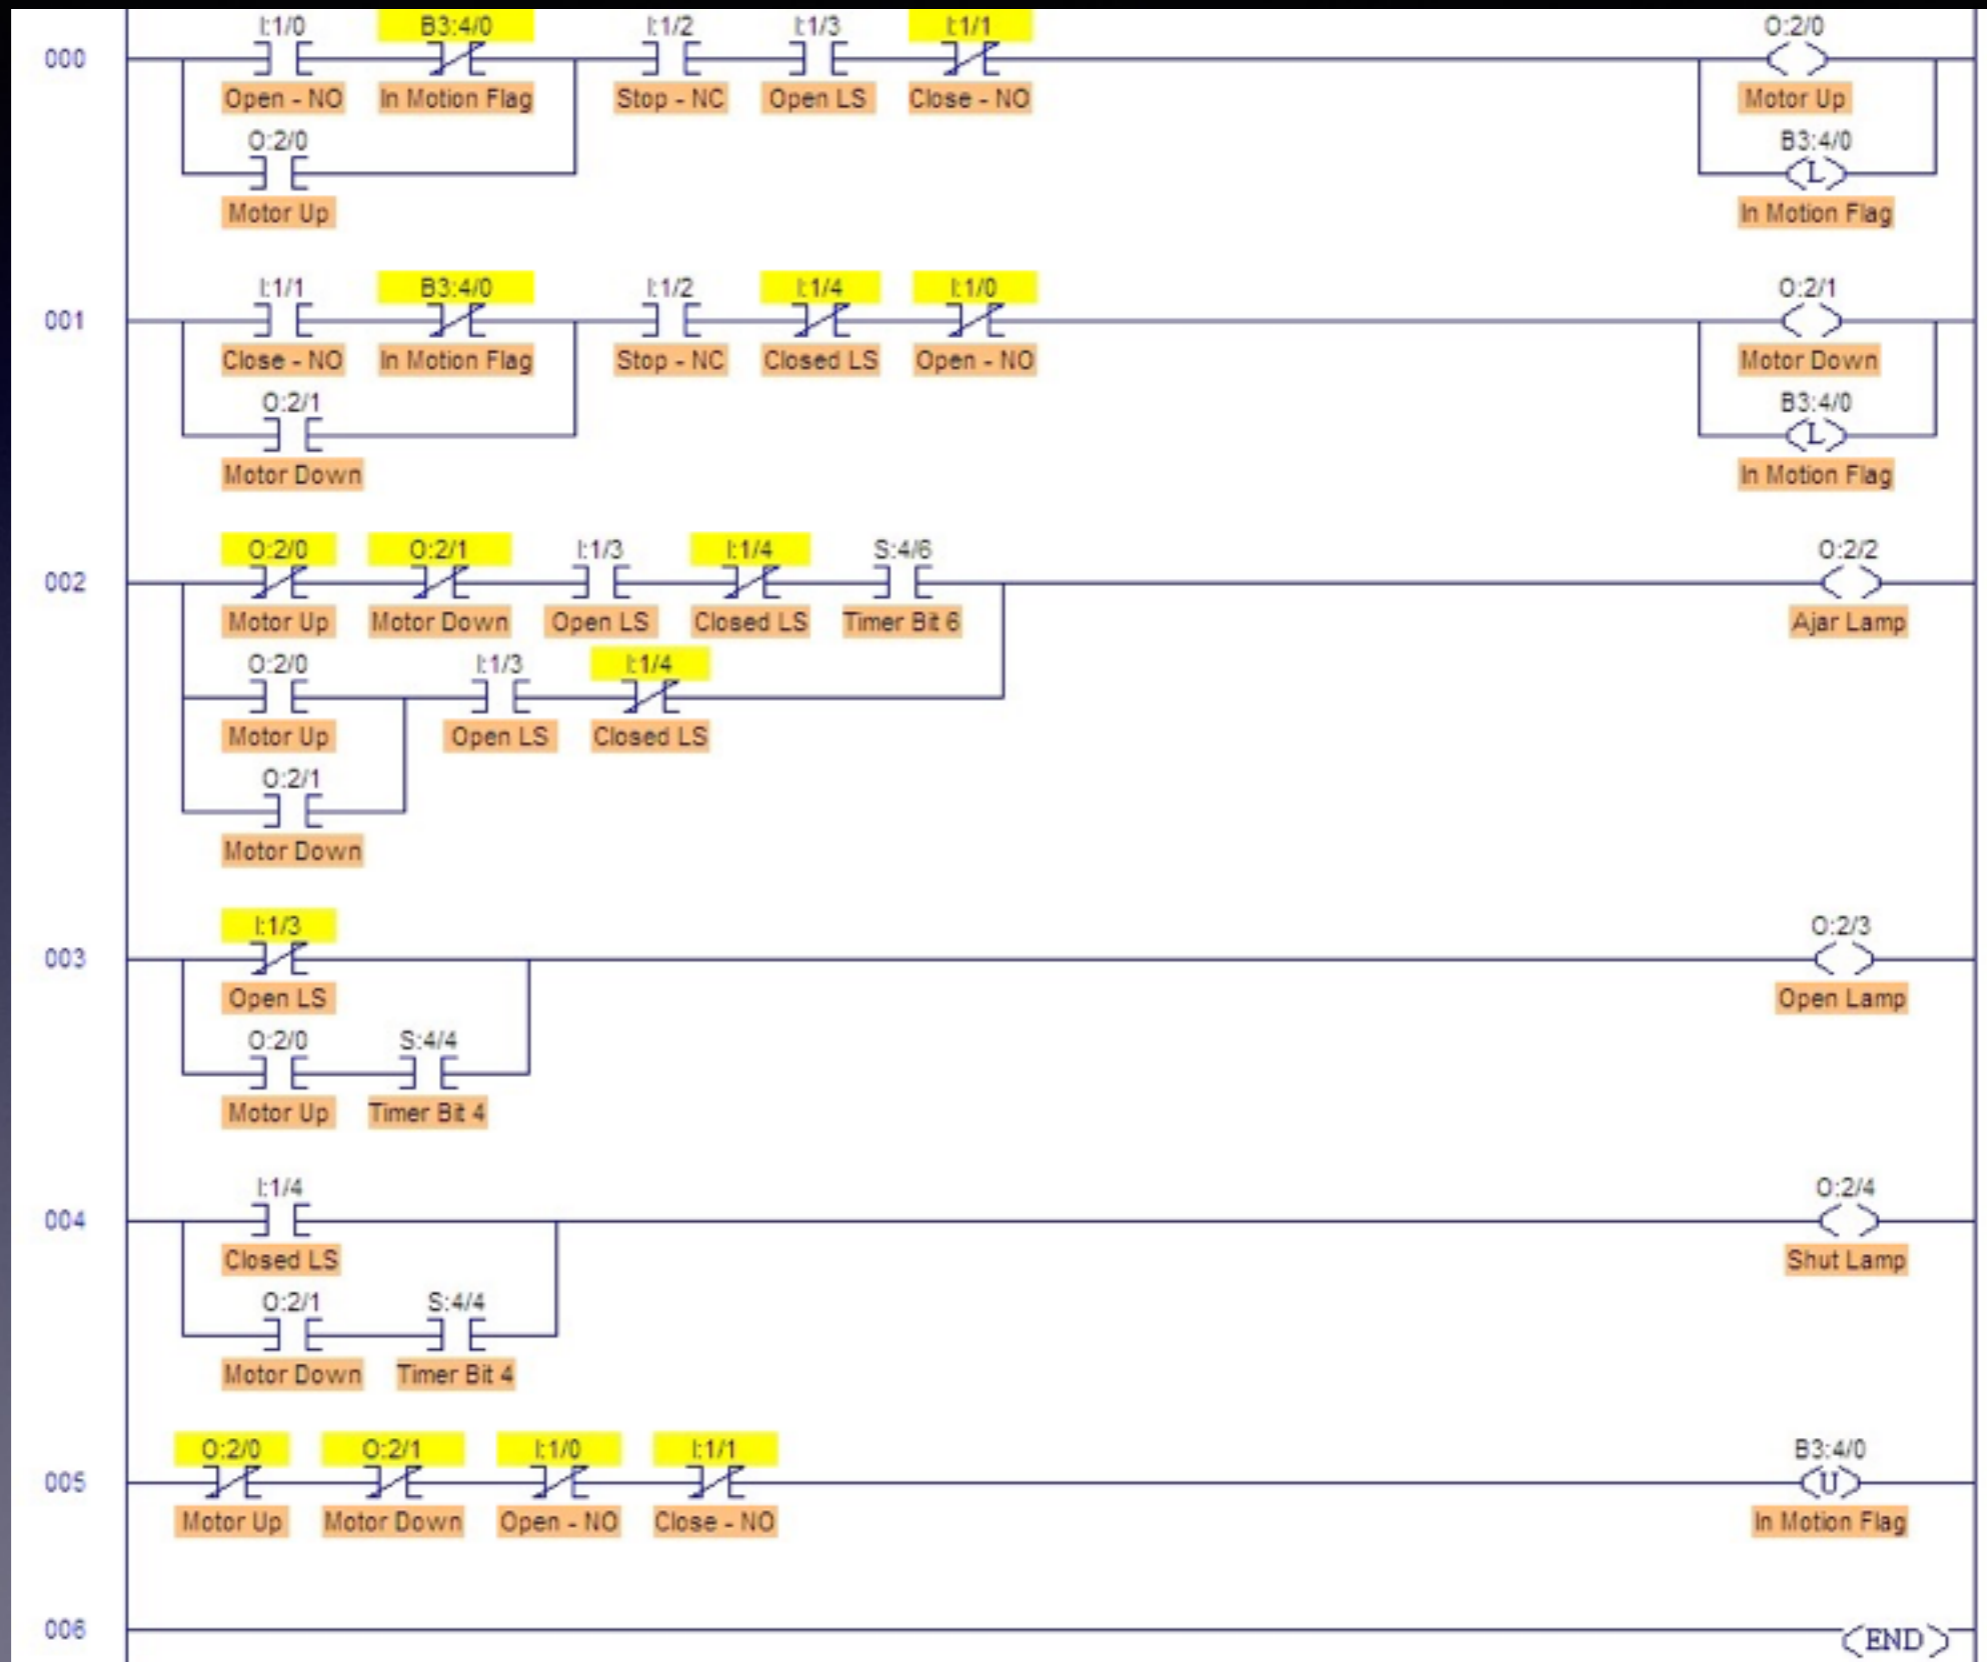 I:1/0 B3:4/0 I:1/2 I:1/3 I:1/1 O:2/0
000
Open - NO In Motion Flag Stop - NC Open LS Close - NO Motor Up
O:2/0 B3:4/0
L
Motor Up In Motion Flag
I:1/1 B3:4/0 I:1/2 I:1/4 I:1/0 O:2/1
001
Close - NO In Motion Flag Stop - NC Closed LS Open - NO Motor Down
O:2/1 B3:4/0
L
Motor Down In Motion Flag
O:2/0 O:2/1 I:1/3 I:1/4 S:4/6 O:2/2
002
Motor Up Motor Down Open LS Closed LS Timer Bit 6 Ajar Lamp
O:2/0 I:1/3 I:1/4
Motor Up Open LS Closed LS
O:2/1
Motor Down
I:1/3 O:2/3
003
Open LS Open Lamp
O:2/0 S:4/4
Motor Up Timer Bit 4
I:1/4 O:2/4
004
Closed LS Shut Lamp
O:2/1 S:4/4
Motor Down Timer Bit 4
O:2/0 O:2/1 I:1/0 I:1/1 B3:4/0
005 U
Motor Up Motor Down Open - NO Close - NO In Motion Flag
006 END